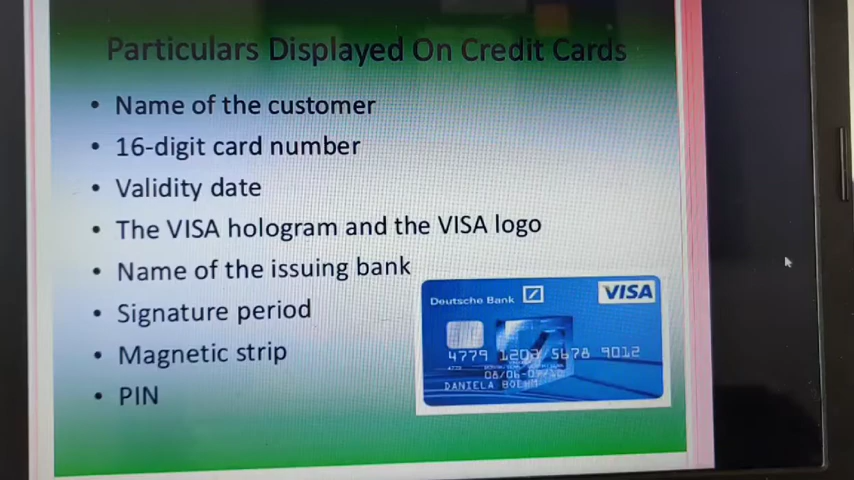 Particulars Displayed On Credit Cards
• Name of the customer
• 16-digit card number
• Validity date
• The VISA hologram and the VISA logo
• Name of the issuing bank
• Signature period
• Magnetic strip
• PIN
Deutsche Bank
VISA
4779 1203 5678 9012
DANIELA